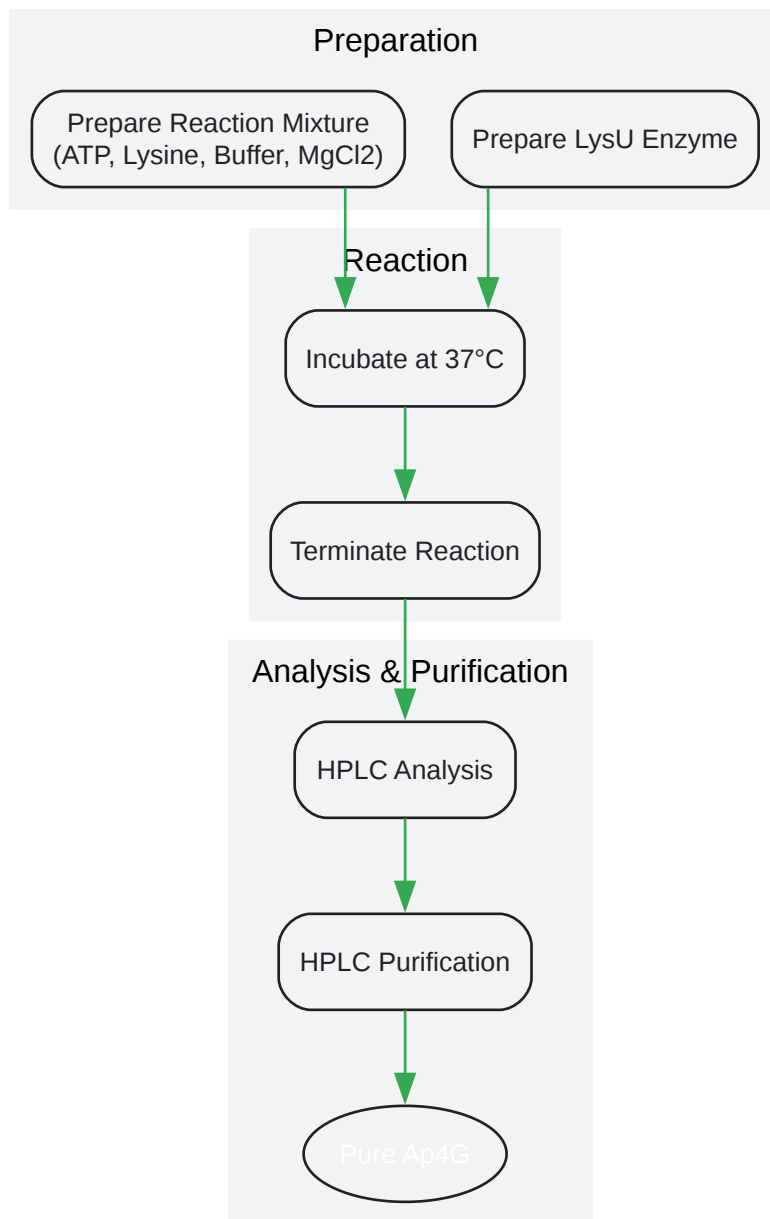 Preparation
Prepare Reaction Mixture
(ATP, Lysine, Buffer, MgCl2)
Prepare LysU Enzyme
Reaction
Incubate at 37°C
Terminate Reaction
Analysis & Purification
HPLC Analysis
HPLC Purification
Pure Ap4G